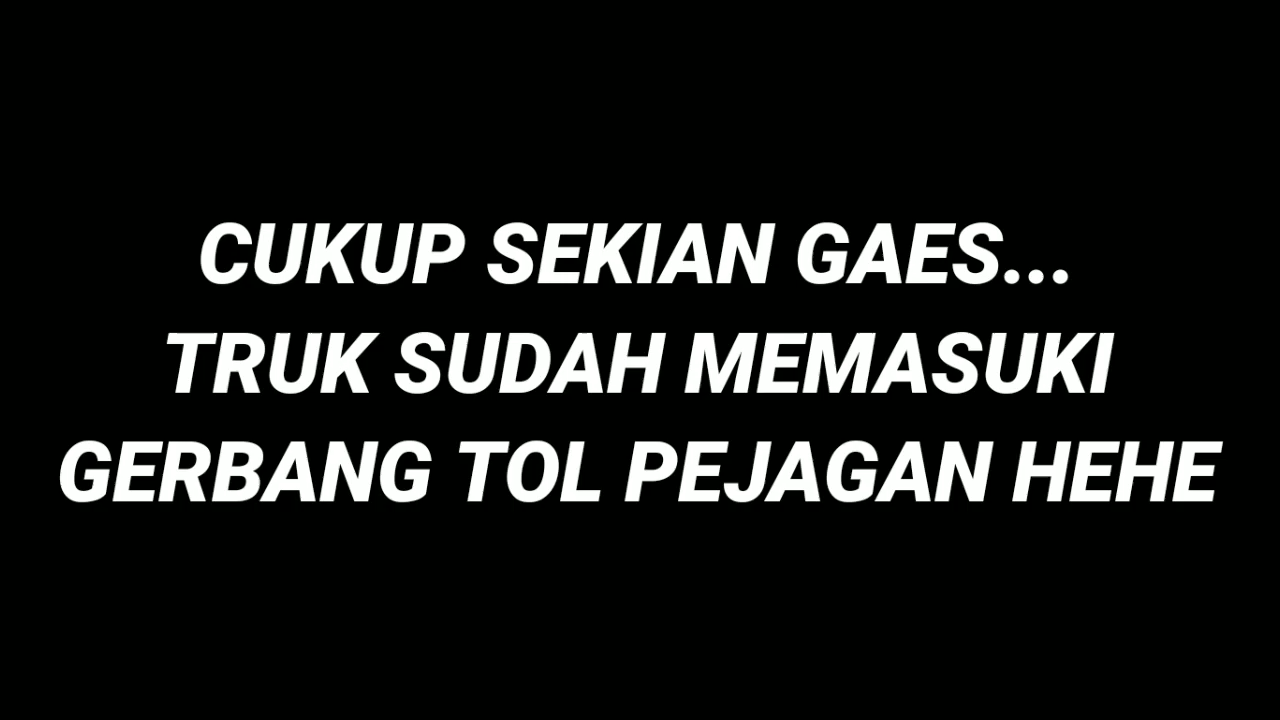 CUKUP SEKIAN GAES...
TRUK SUDAH MEMASUKI
GERBANG TOL PEJAGAN HEHE